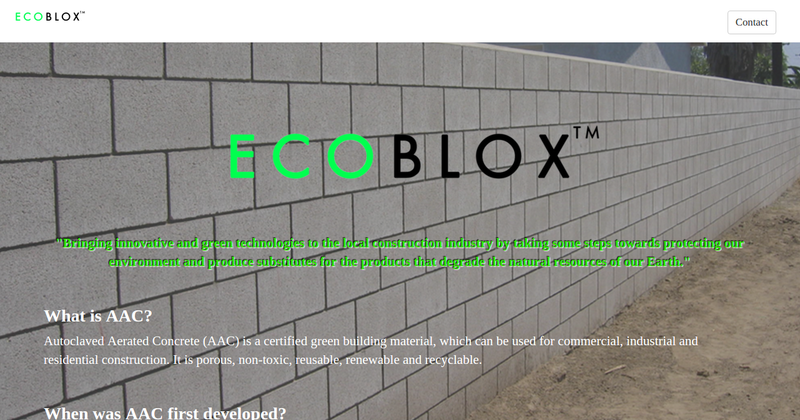 ECOBLOX™
Contact
ECOBLOX™
"Bringing innovative and green technologies to the local construction industry by taking some steps towards protecting our
environment and produce substitutes for the products that degrade the natural resources of our Earth."
What is AAC?
Autoclaved Aerated Concrete (AAC) is a certified green building material, which can be used for commercial, industrial and
residential construction. It is porous, non-toxic, reusable, renewable and recyclable.
When was AAC first developed?